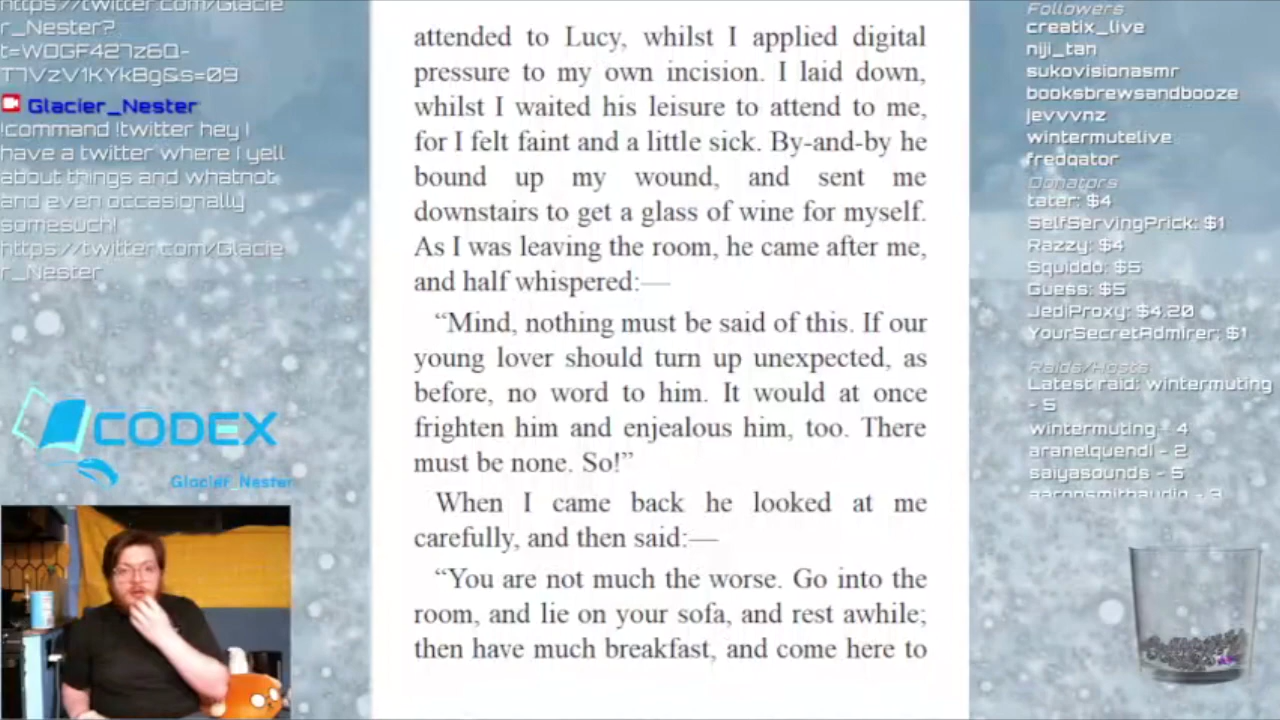 https://twitter.com/Glacie
r_Nester?
t=W0GF427z6Q-
T7VzV1KYkBg&s=09
Glacier_Nester
!command !twitter hey I
have a twitter where I yell
about things and whatnot
and even occasionally
somesuch!
https://twitter.com/Glacie
r_Nester
CODEX
Glacier_Nester
attended to Lucy, whilst I applied digital
pressure to my own incision. I laid down,
whilst I waited his leisure to attend to me,
for I felt faint and a little sick. By-and-by he
bound up my wound, and sent me
downstairs to get a glass of wine for myself.
As I was leaving the room, he came after me,
and half whispered:—
“Mind, nothing must be said of this. If our
young lover should turn up unexpected, as
before, no word to him. It would at once
frighten him and enjealous him, too. There
must be none. So!”
When I came back he looked at me
carefully, and then said:—
“You are not much the worse. Go into the
room, and lie on your sofa, and rest awhile;
then have much breakfast, and come here to
Followers
creatix_live
niji_tan
sukovisionasmr
booksbrewsandbooze
jevvvnz
wintermutelive
fredgator
Donators
tater: $4
SelfServingPrick: $1
Razzy: $4
Squiddo: $5
Guess: $5
JediProxy: $4.20
YourSecretAdmirer: $1
Raids/Hosts
Latest raid: wintermuting
- 5
wintermuting - 4
aranelquendi - 2
saiyasounds - 5
aaronsmithaudio - 3